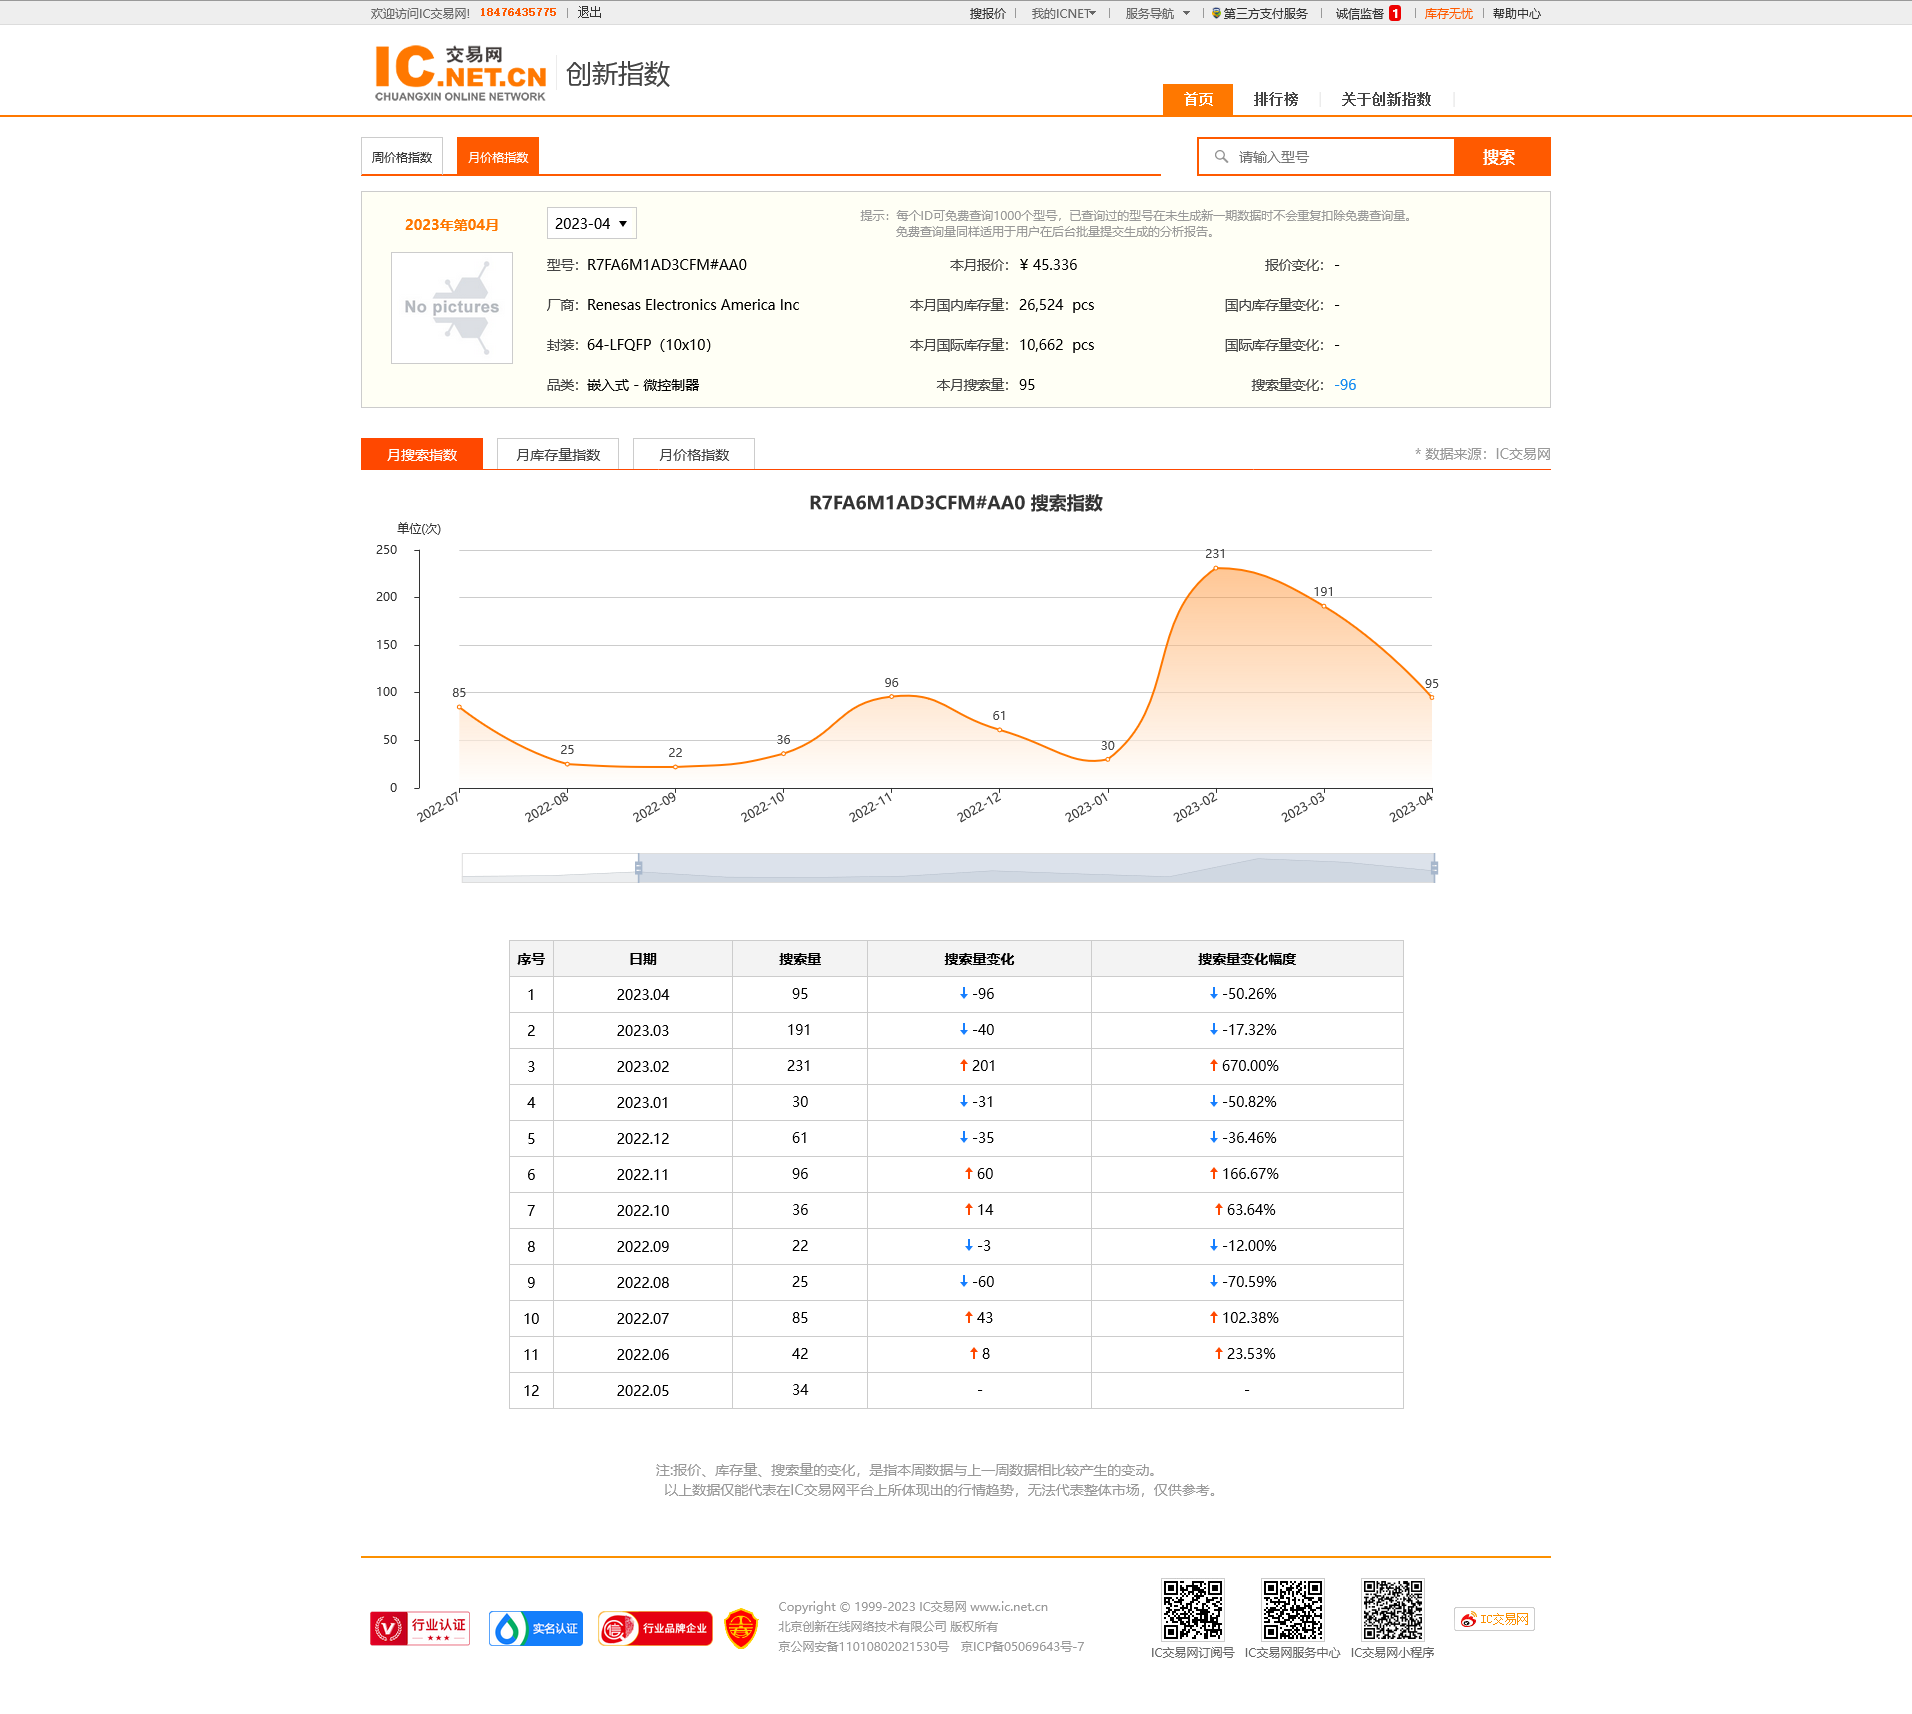 欢迎访问IC交易网! 18476435775 退出 搜报价 我的ICNET 服务导航 第三方支付服务 诚信监督 1 库存无忧 帮助中心
IC 交易网 .NET.CN
CHUANGXIN ONLINE NETWORK
创新指数
首页 排行榜 关于创新指数
周价格指数 月价格指数 请输入型号 搜索
2023年第04月 2023-04
提示：每个ID可免费查询1000个型号，已查询过的型号在未生成新一期数据时不会重复扣除免费查询量。
免费查询量同样适用于用户在后台批量提交生成的分析报告。
No pictures
型号：R7FA6M1AD3CFM#AA0 本月报价：¥ 45.336 报价变化：-
厂商：Renesas Electronics America Inc 本月国内库存量：26,524 pcs 国内库存量变化：-
封装：64-LFQFP（10x10） 本月国际库存量：10,662 pcs 国际库存量变化：-
品类：嵌入式 - 微控制器 本月搜索量：95 搜索量变化：-96
月搜索指数 月库存量指数 月价格指数 * 数据来源：IC交易网
R7FA6M1AD3CFM#AA0 搜索指数
单位(次)
250
200
150
100
50
0
85 25 22 36 96 61 30 231 191 95
2022-07 2022-08 2022-09 2022-10 2022-11 2022-12 2023-01 2023-02 2023-03 2023-04
序号 日期 搜索量 搜索量变化 搜索量变化幅度
1 2023.04 95 ↓ -96 ↓ -50.26%
2 2023.03 191 ↓ -40 ↓ -17.32%
3 2023.02 231 ↑ 201 ↑ 670.00%
4 2023.01 30 ↓ -31 ↓ -50.82%
5 2022.12 61 ↓ -35 ↓ -36.46%
6 2022.11 96 ↑ 60 ↑ 166.67%
7 2022.10 36 ↑ 14 ↑ 63.64%
8 2022.09 22 ↓ -3 ↓ -12.00%
9 2022.08 25 ↓ -60 ↓ -70.59%
10 2022.07 85 ↑ 43 ↑ 102.38%
11 2022.06 42 ↑ 8 ↑ 23.53%
12 2022.05 34 - -
注:报价、库存量、搜索量的变化，是指本周数据与上一周数据相比较产生的变动。
以上数据仅能代表在IC交易网平台上所体现出的行情趋势，无法代表整体市场，仅供参考。
行业认证 实名认证 行业品牌企业
Copyright © 1999-2023 IC交易网 www.ic.net.cn
北京创新在线网络技术有限公司 版权所有
京公网安备11010802021530号 京ICP备05069643号-7
IC交易网订阅号 IC交易网服务中心 IC交易网小程序
IC交易网